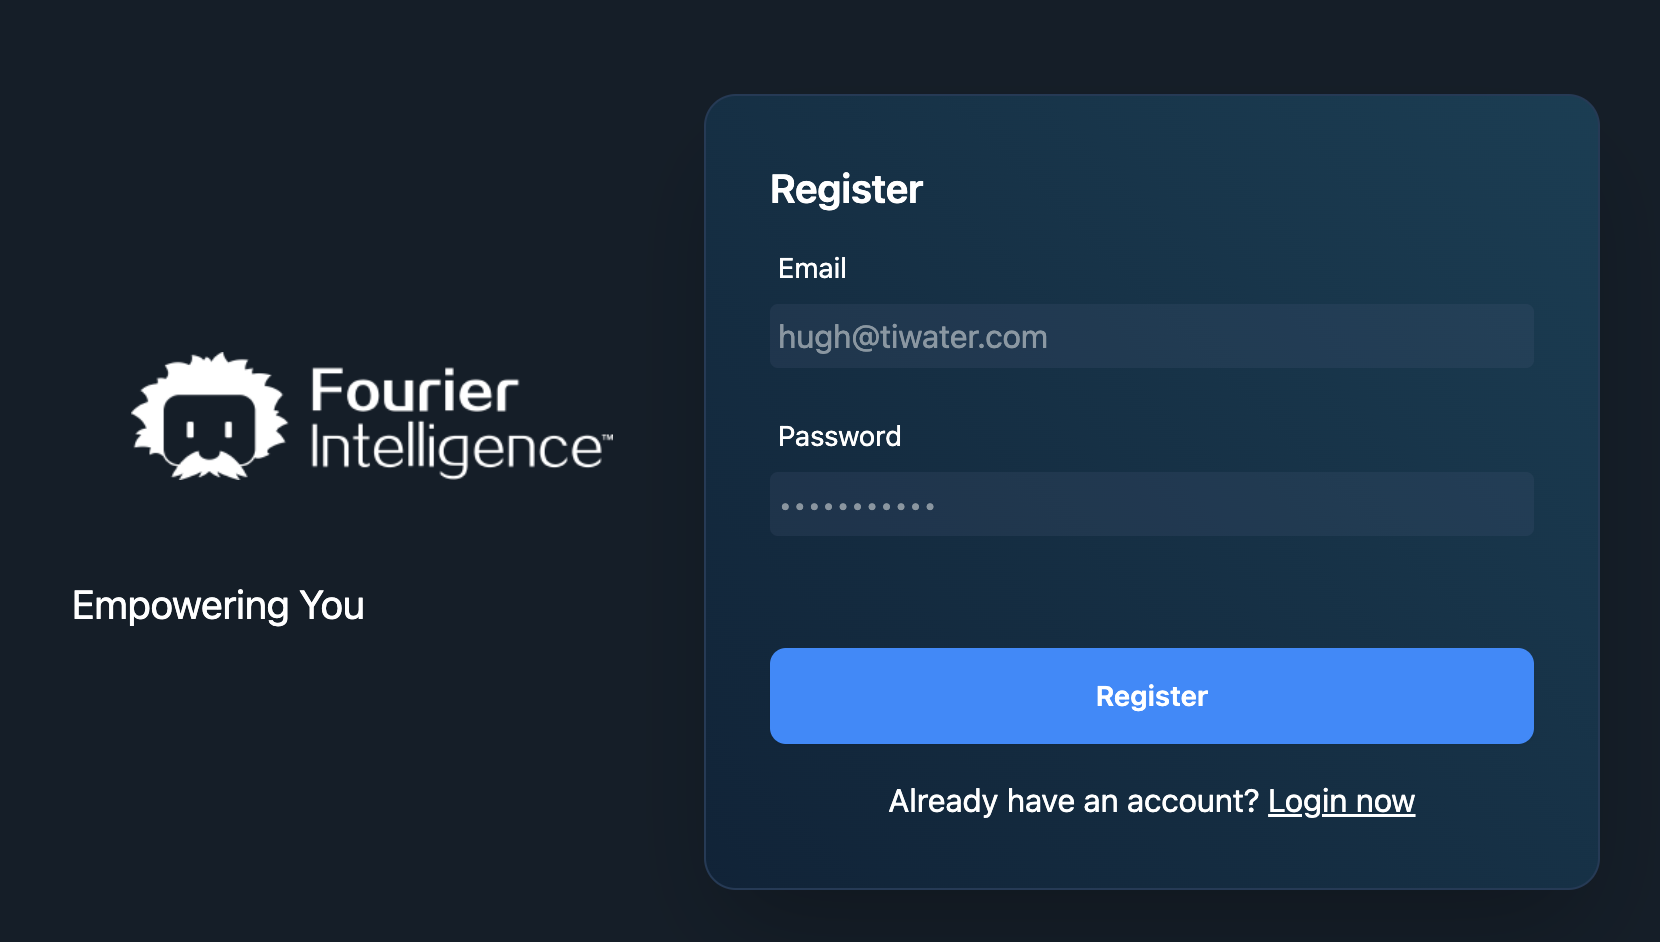 Fourier
Intelligence™
Empowering You
Register
Email
hugh@tiwater.com
Password
•••••••••••
Register
Already have an account? Login now